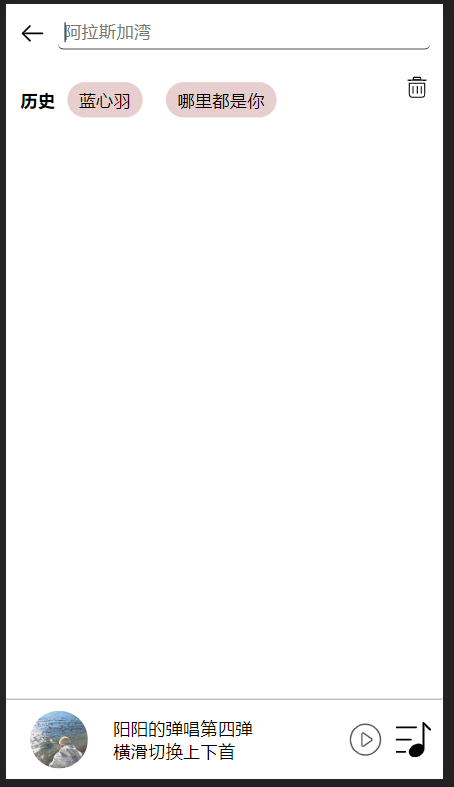 阿拉斯加湾
历史 蓝心羽 哪里都是你
阳阳的弹唱第四弹
横滑切换上下首